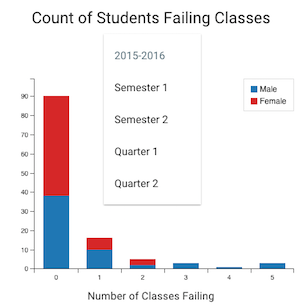 Count of Students Failing Classes
2015-2016
Semester 1
Semester 2
Quarter 1
Quarter 2
Male
Female
90
80
70
60
50
40
30
20
10
0
0 1 2 3 4 5
Number of Classes Failing